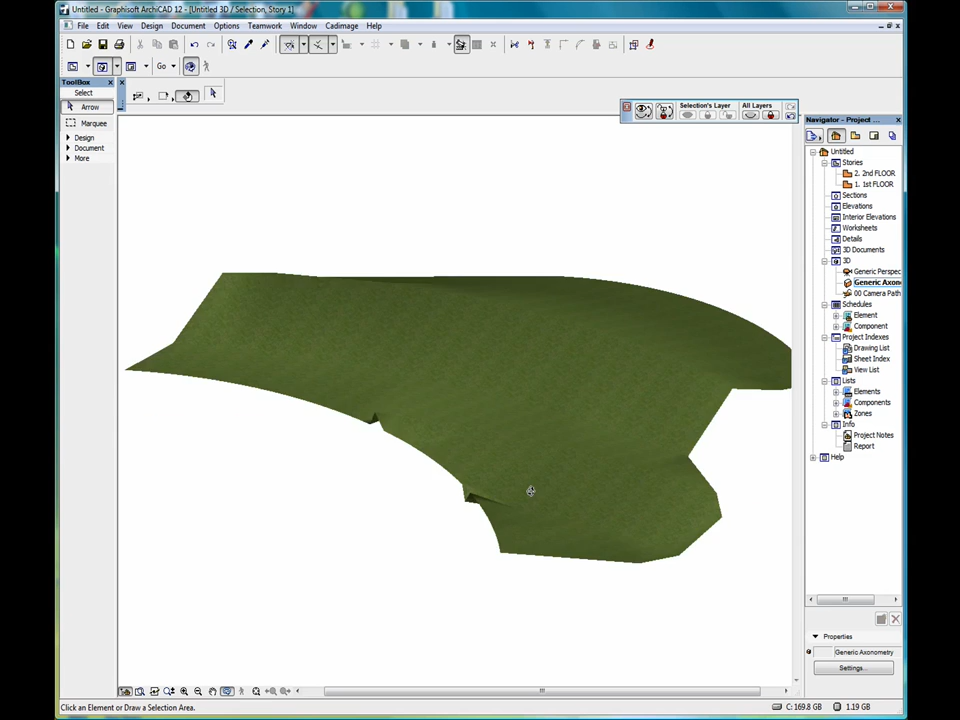 Untitled - Graphisoft ArchiCAD 12 - [Untitled 3D / Selection, Story 1]
File Edit View Design Document Options Teamwork Window Cadimage Help
Go
ToolBox
Select
Arrow
Marquee
Design
Document
More
Selection's Layer
All Layers
Navigator - Project ...
Untitled
Stories
2. 2nd FLOOR
1. 1st FLOOR
Sections
Elevations
Interior Elevations
Worksheets
Details
3D Documents
3D
Generic Perspec
Generic Axon
00 Camera Path
Schedules
Element
Component
Project Indexes
Drawing List
Sheet Index
View List
Lists
Elements
Components
Zones
Info
Project Notes
Report
Help
Properties
Generic Axonometry
Settings...
Click an Element or Draw a Selection Area.
C: 169.8 GB
1.19 GB